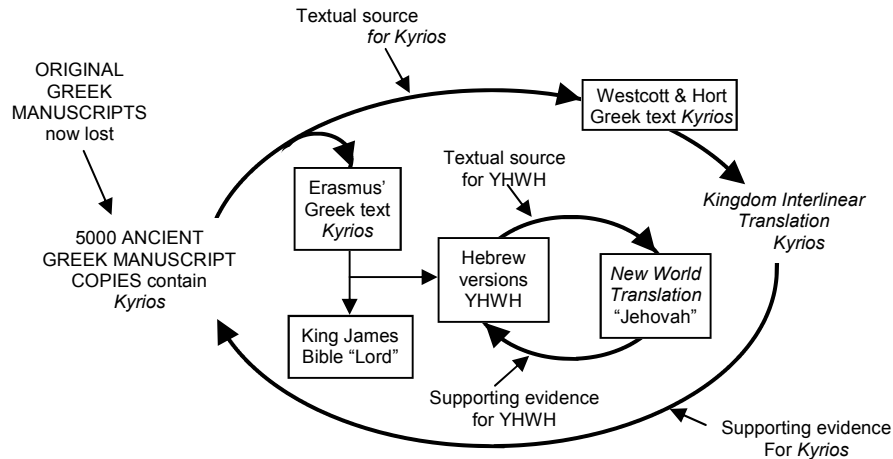 Textual source
for Kyrios
ORIGINAL
GREEK
MANUSCRIPTS
now lost
Westcott & Hort
Greek text Kyrios
Textual source
for YHWH
Erasmus’
Greek text
Kyrios
Kingdom Interlinear
Translation
Kyrios
5000 ANCIENT
GREEK MANUSCRIPT
COPIES contain
Kyrios
Hebrew
versions
YHWH
New World
Translation
“Jehovah”
King James
Bible “Lord”
Supporting evidence
for YHWH
Supporting evidence
For Kyrios